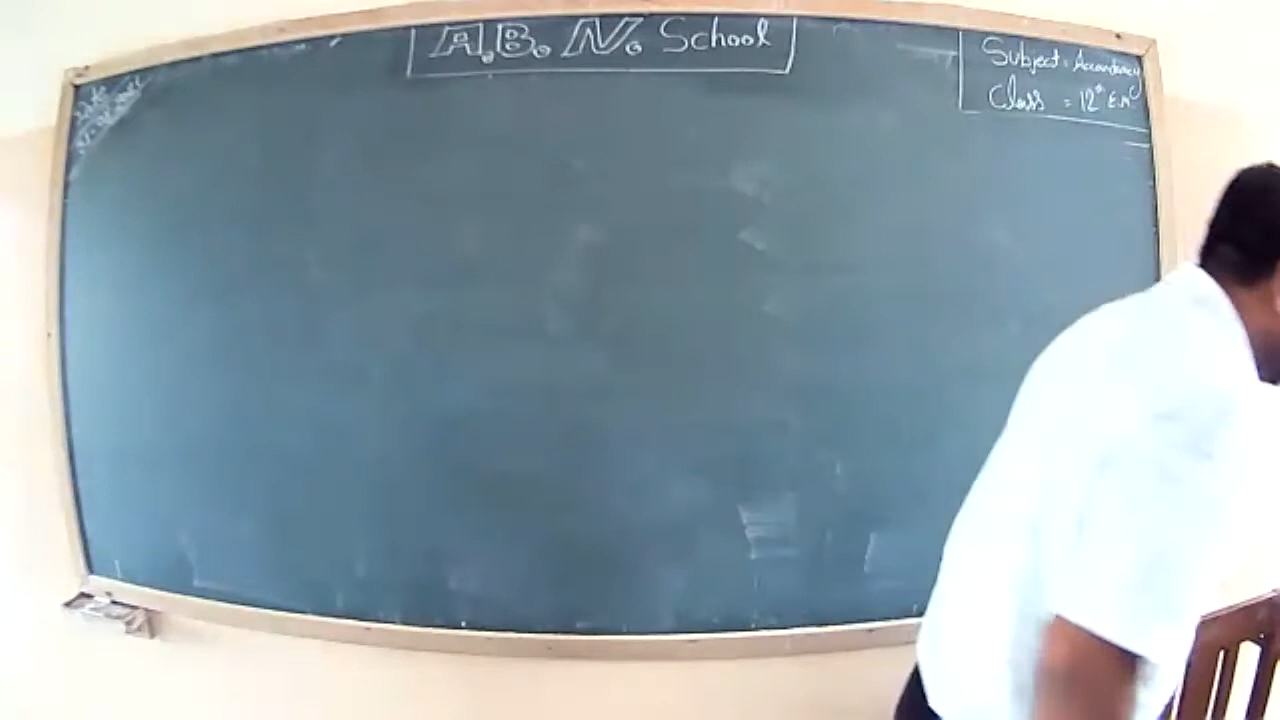 A.B. N. School
Subject = Accountancy
Class = 12th E.M